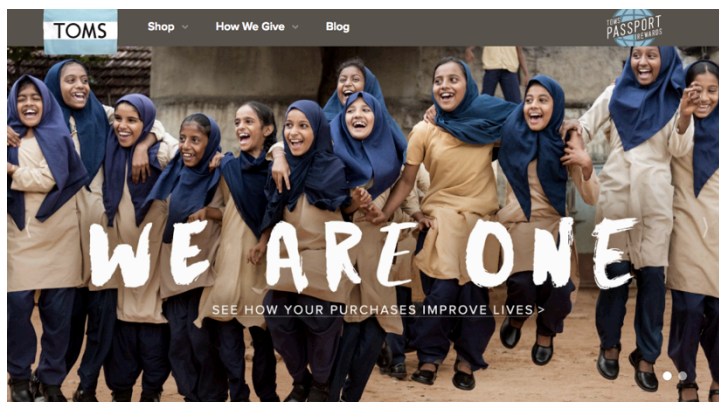 TOMS
Shop
How We Give
Blog
TOMS
PASSPORT
REWARDS
WE ARE ONE
SEE HOW YOUR PURCHASES IMPROVE LIVES >